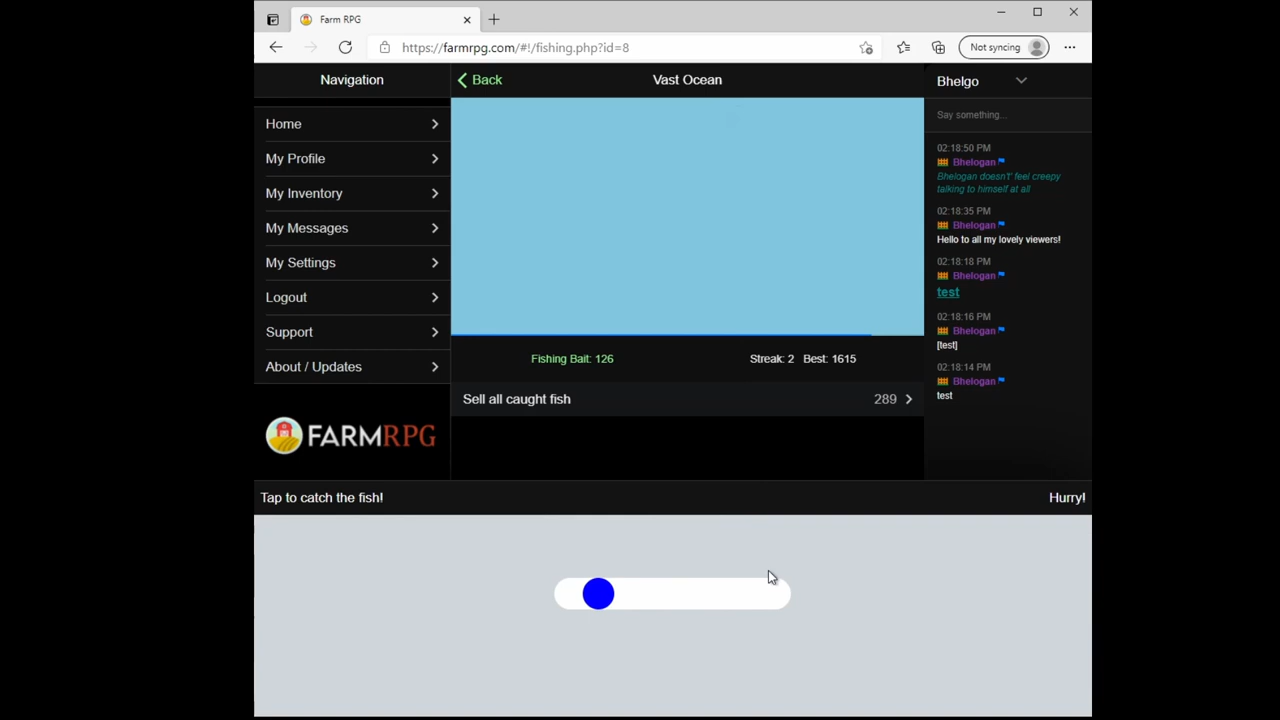 Farm RPG
https://farmrpg.com/#!/fishing.php?id=8
Not syncing
Navigation
Home
My Profile
My Inventory
My Messages
My Settings
Logout
Support
About / Updates
FARMRPG
Back
Vast Ocean
Fishing Bait: 126
Streak: 2 Best: 1615
Sell all caught fish
289
Bhelgo
Say something...
02:18:50 PM
Bhelogan
Bhelogan doesn't' feel creepy
talking to himself at all
02:18:35 PM
Bhelogan
Hello to all my lovely viewers!
02:18:18 PM
Bhelogan
test
02:18:16 PM
Bhelogan
[test]
02:18:14 PM
Bhelogan
test
Tap to catch the fish!
Hurry!